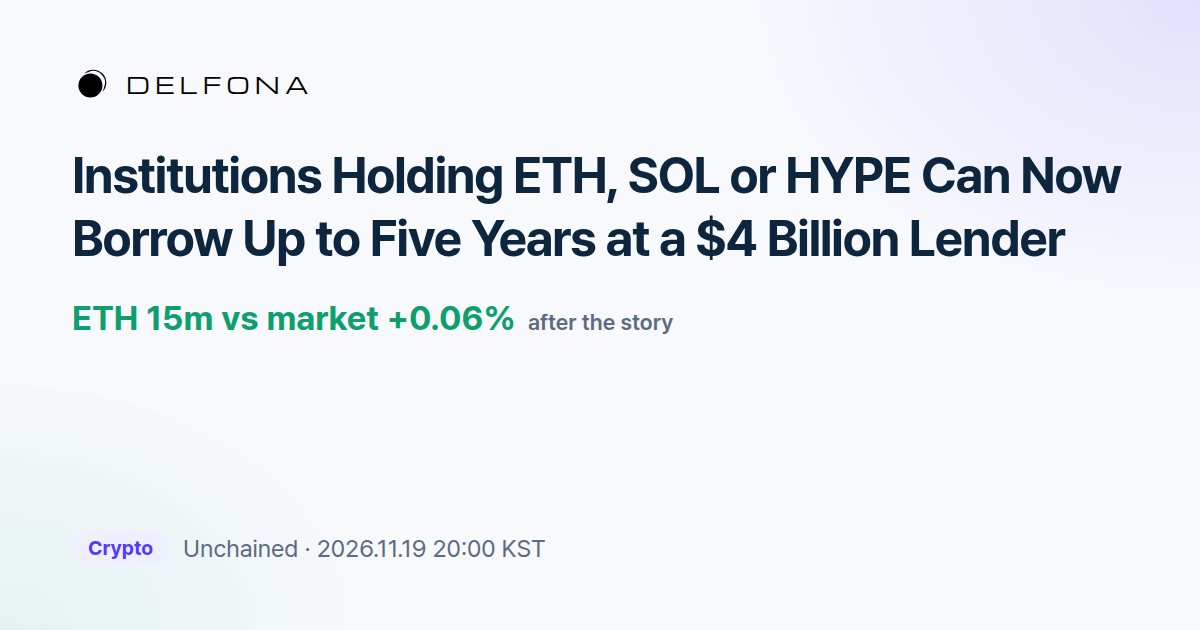 DELFONA
Institutions Holding ETH, SOL or HYPE Can Now
Borrow Up to Five Years at a $4 Billion Lender
ETH 15m vs market +0.06% after the story
Crypto Unchained · 2026.11.19 20:00 KST